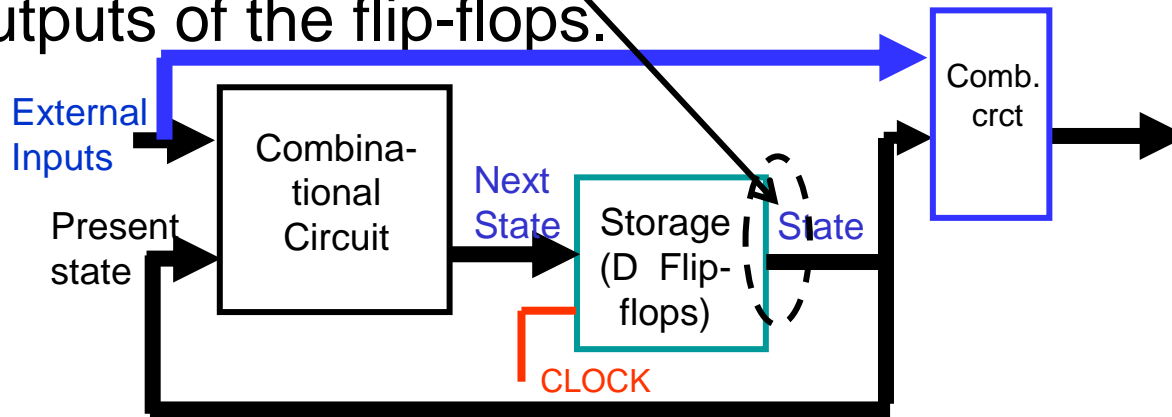 utputs of the flip-flops.
External
Inputs
Combina-
tional
Circuit
Present
state
Next
State
Storage
(D Flip-
flops)
State
CLOCK
Comb.
crct